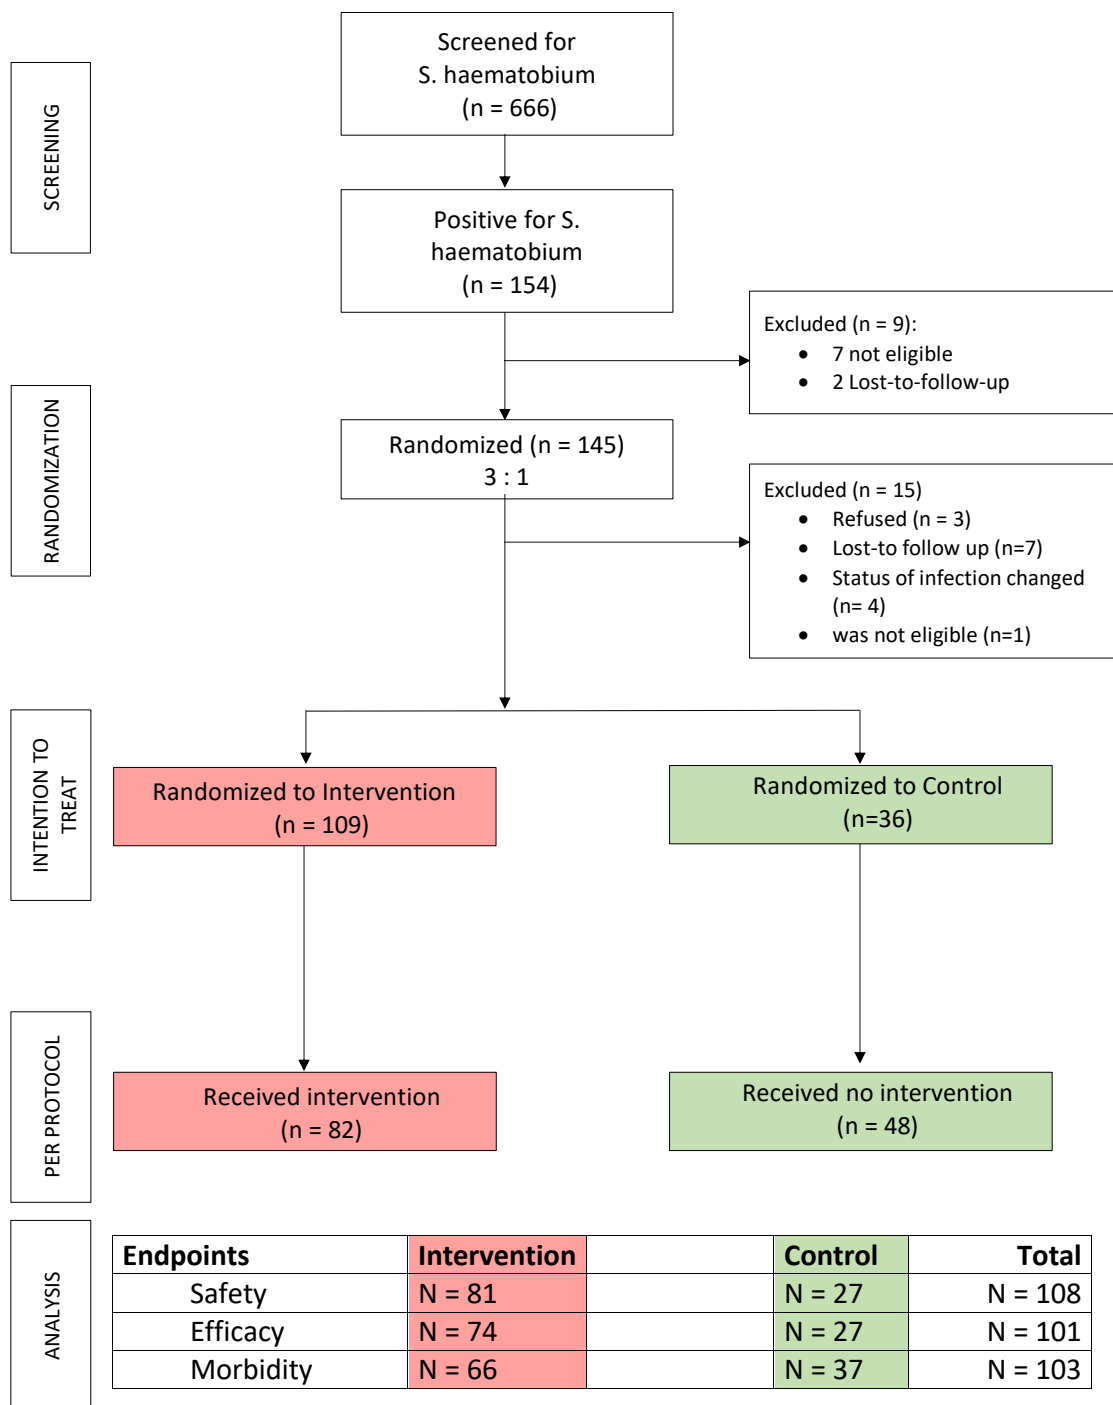 SCREENING
Screened for
S. haematobium
(n = 666)
Positive for S.
haematobium
(n = 154)
Excluded (n = 9):
• 7 not eligible
• 2 Lost-to-follow-up
RANDOMIZATION
Randomized (n = 145)
3 : 1
Excluded (n = 15)
• Refused (n = 3)
• Lost-to follow up (n=7)
• Status of infection changed
(n= 4)
• was not eligible (n=1)
INTENTION TO
TREAT
Randomized to Intervention
(n = 109)
Randomized to Control
(n=36)
PER PROTOCOL
Received intervention
(n = 82)
Received no intervention
(n = 48)
ANALYSIS
Endpoints Intervention Control Total
Safety N = 81 N = 27 N = 108
Efficacy N = 74 N = 27 N = 101
Morbidity N = 66 N = 37 N = 103